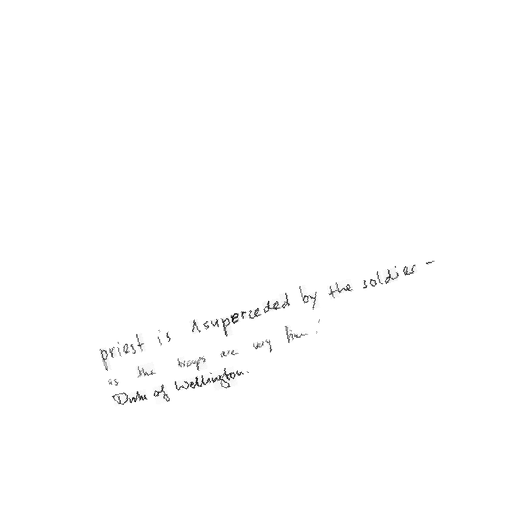 priest is superceded by the soldier -
as the troops are very fine!
Duke of Wellington.